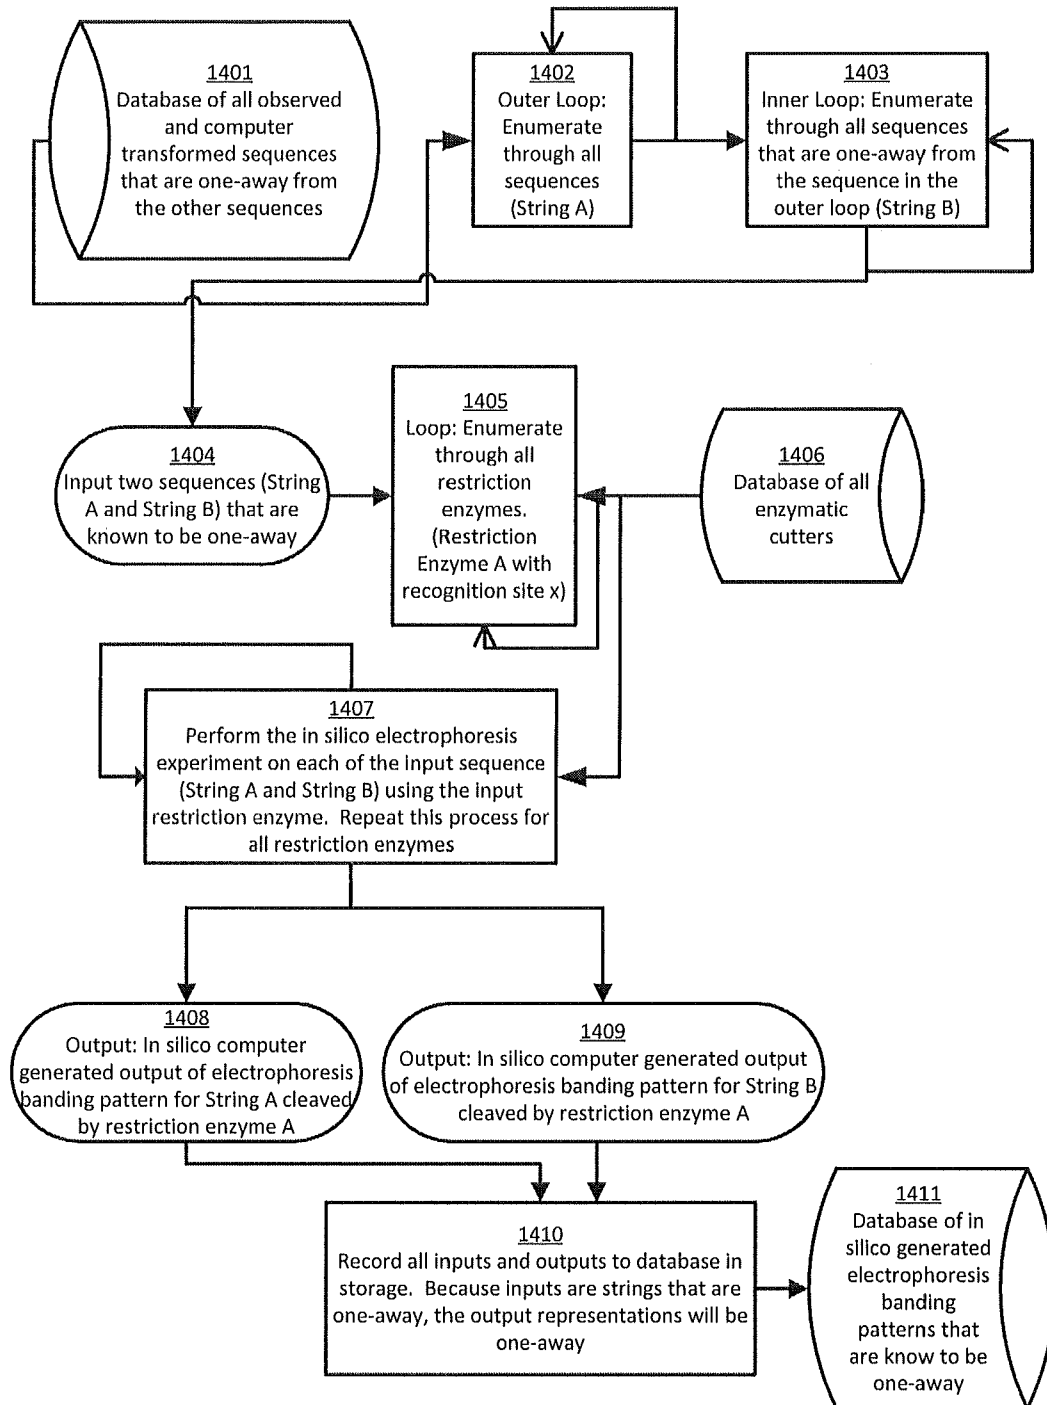 1401
Database of all observed
and computer
transformed sequences
that are one-away from
the other sequences
1402
Outer Loop:
Enumerate
through all
sequences
(String A)
1403
Inner Loop: Enumerate
through all sequences
that are one-away from
the sequence in the
outer loop (String B)
1404
Input two sequences (String
A and String B) that are
known to be one-away
1405
Loop: Enumerate
through all
restriction
enzymes.
(Restriction
Enzyme A with
recognition site x)
1406
Database of all
enzymatic
cutters
1407
Perform the in silico electrophoresis
experiment on each of the input sequence
(String A and String B) using the input
restriction enzyme.  Repeat this process for
all restriction enzymes
1408
Output: In silico computer
generated output of electrophoresis
banding pattern for String A cleaved
by restriction enzyme A
1409
Output: In silico computer generated output
of electrophoresis banding pattern for String B
cleaved by restriction enzyme A
1410
Record all inputs and outputs to database in
storage.  Because inputs are strings that are
one-away, the output representations will be
one-away
1411
Database of in
silico generated
electrophoresis
banding
patterns that
are know to be
one-away